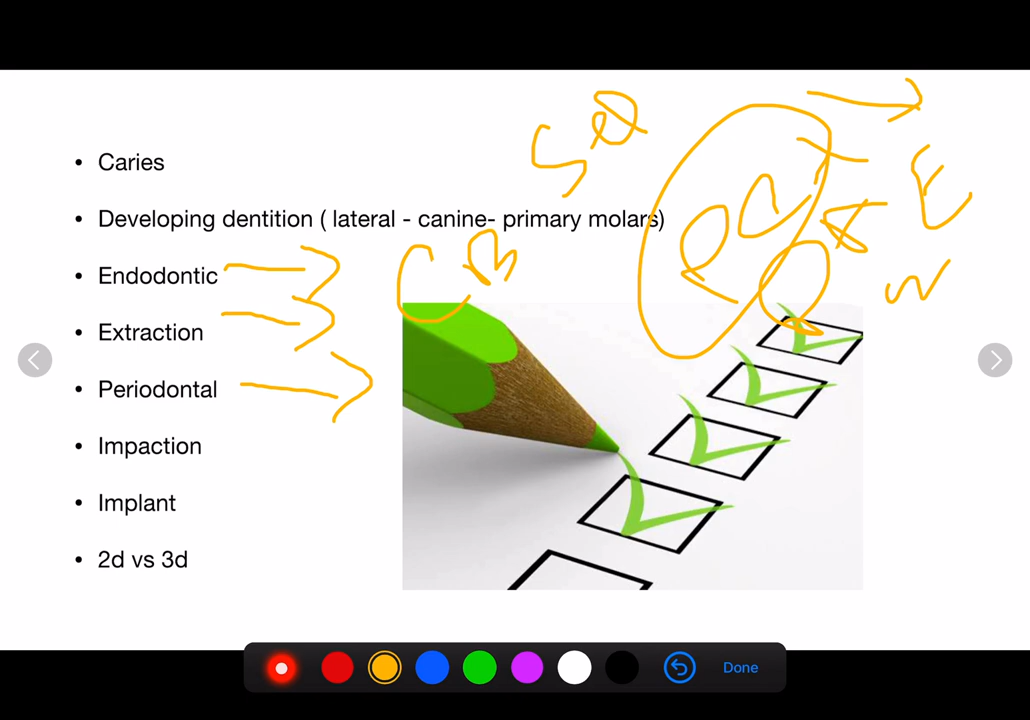 • Caries
• Developing dentition ( lateral - canine- primary molars)
• Endodontic
• Extraction
• Periodontal
• Impaction
• Implant
• 2d vs 3d
Done